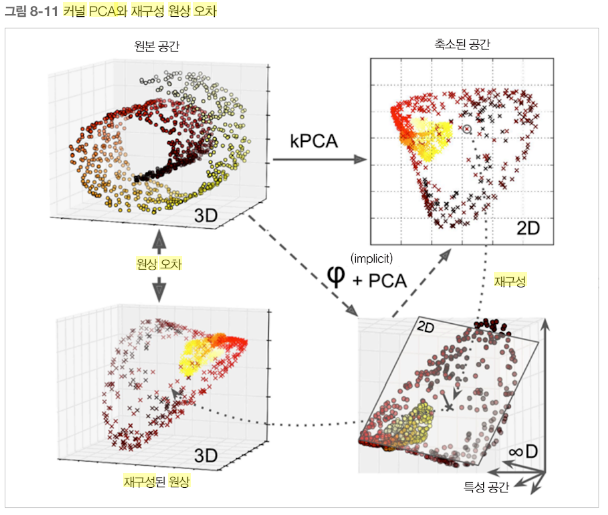 그림 8-11 커널 PCA와 재구성 원상 오차
원본 공간
축소된 공간
kPCA
3D
2D
원상 오차
(implicit)
φ + PCA
재구성
2D
3D
∞D
재구성된 원상
특성 공간